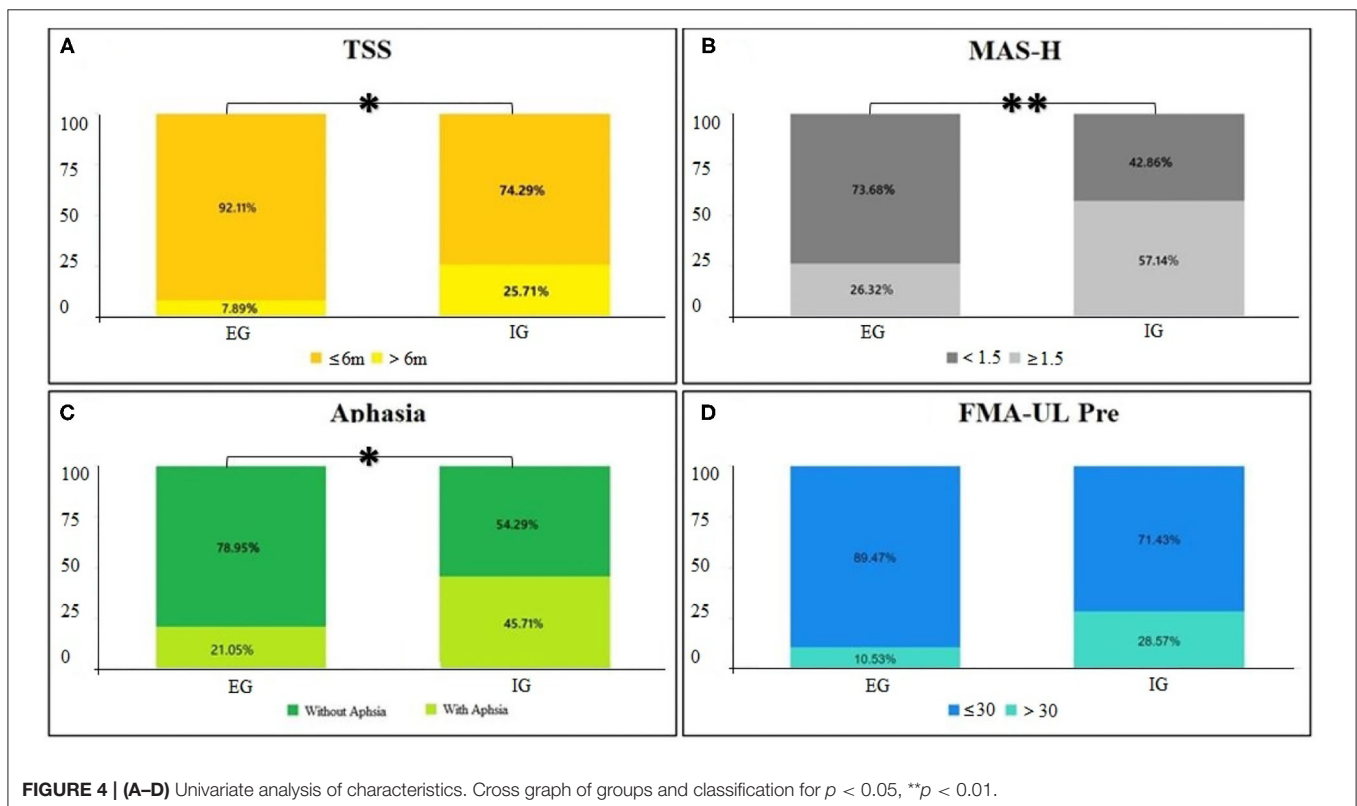 A
TSS
*
100
75
50
25
0
92.11%
7.89%
74.29%
25.71%
EG
IG
≤6m > 6m
B
MAS-H
**
100
75
50
25
0
73.68%
26.32%
42.86%
57.14%
EG
IG
< 1.5 ≥1.5
C
Aphasia
*
100
75
50
25
0
78.95%
21.05%
54.29%
45.71%
EG
IG
Without Aphsia With Aphsia
D
FMA-UL Pre
100
75
50
25
0
89.47%
10.53%
71.43%
28.57%
EG
IG
≤30 > 30
FIGURE 4 | (A–D) Univariate analysis of characteristics. Cross graph of groups and classification for p < 0.05, **p < 0.01.